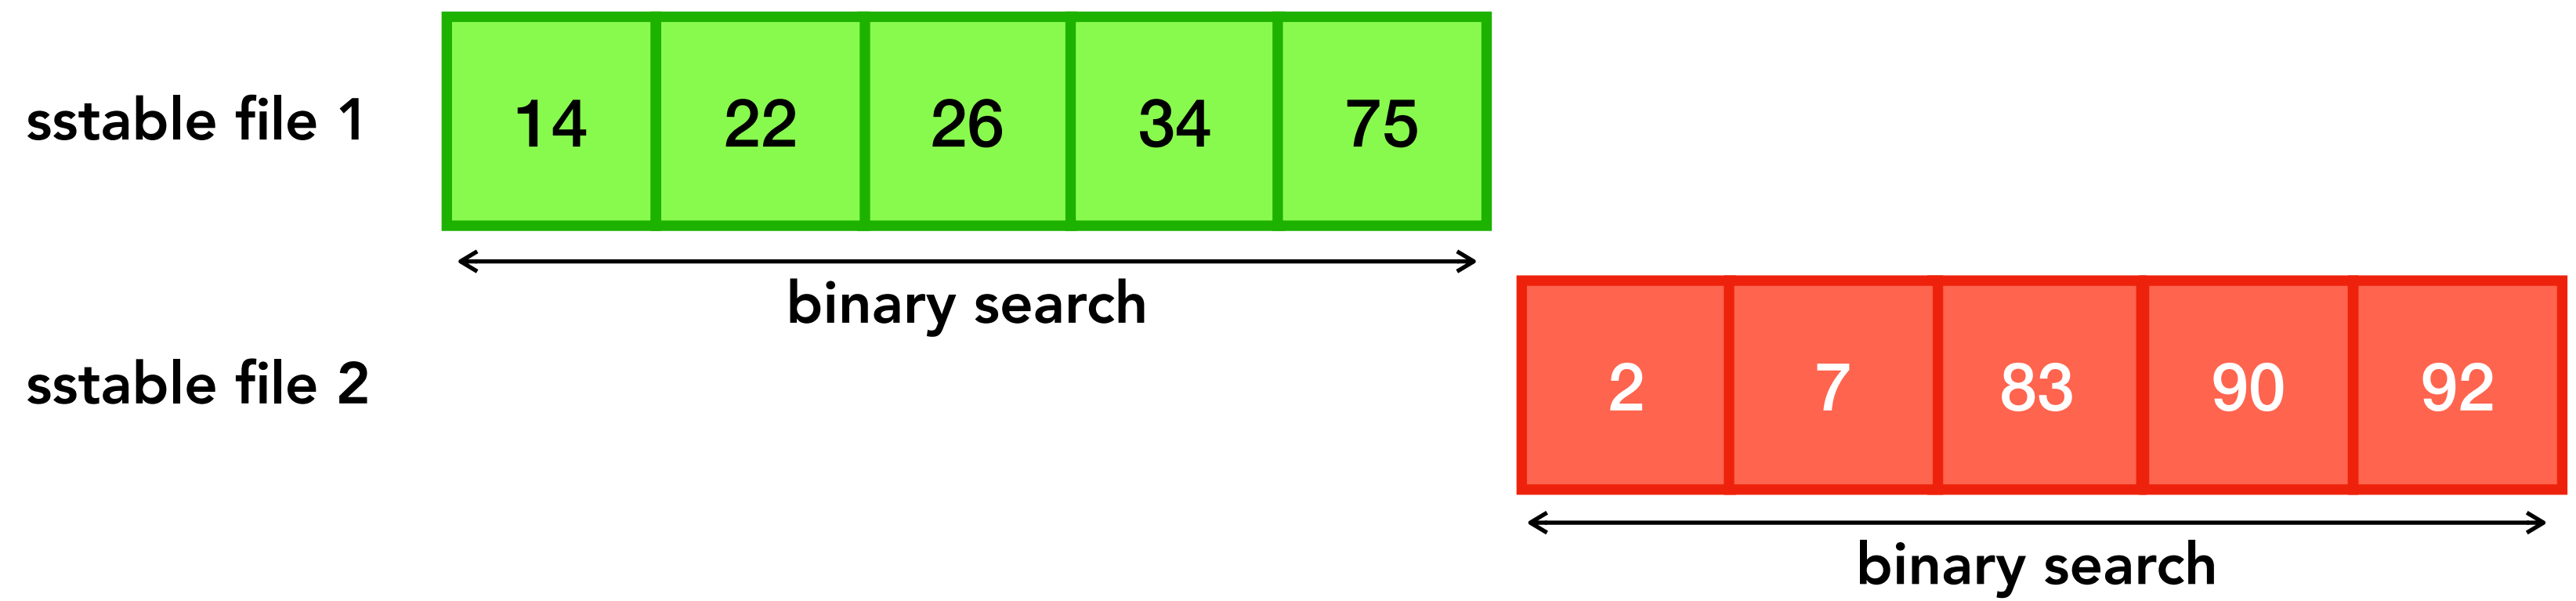 sstable file 1
14 22 26 34 75
binary search
sstable file 2
2 7 83 90 92
binary search